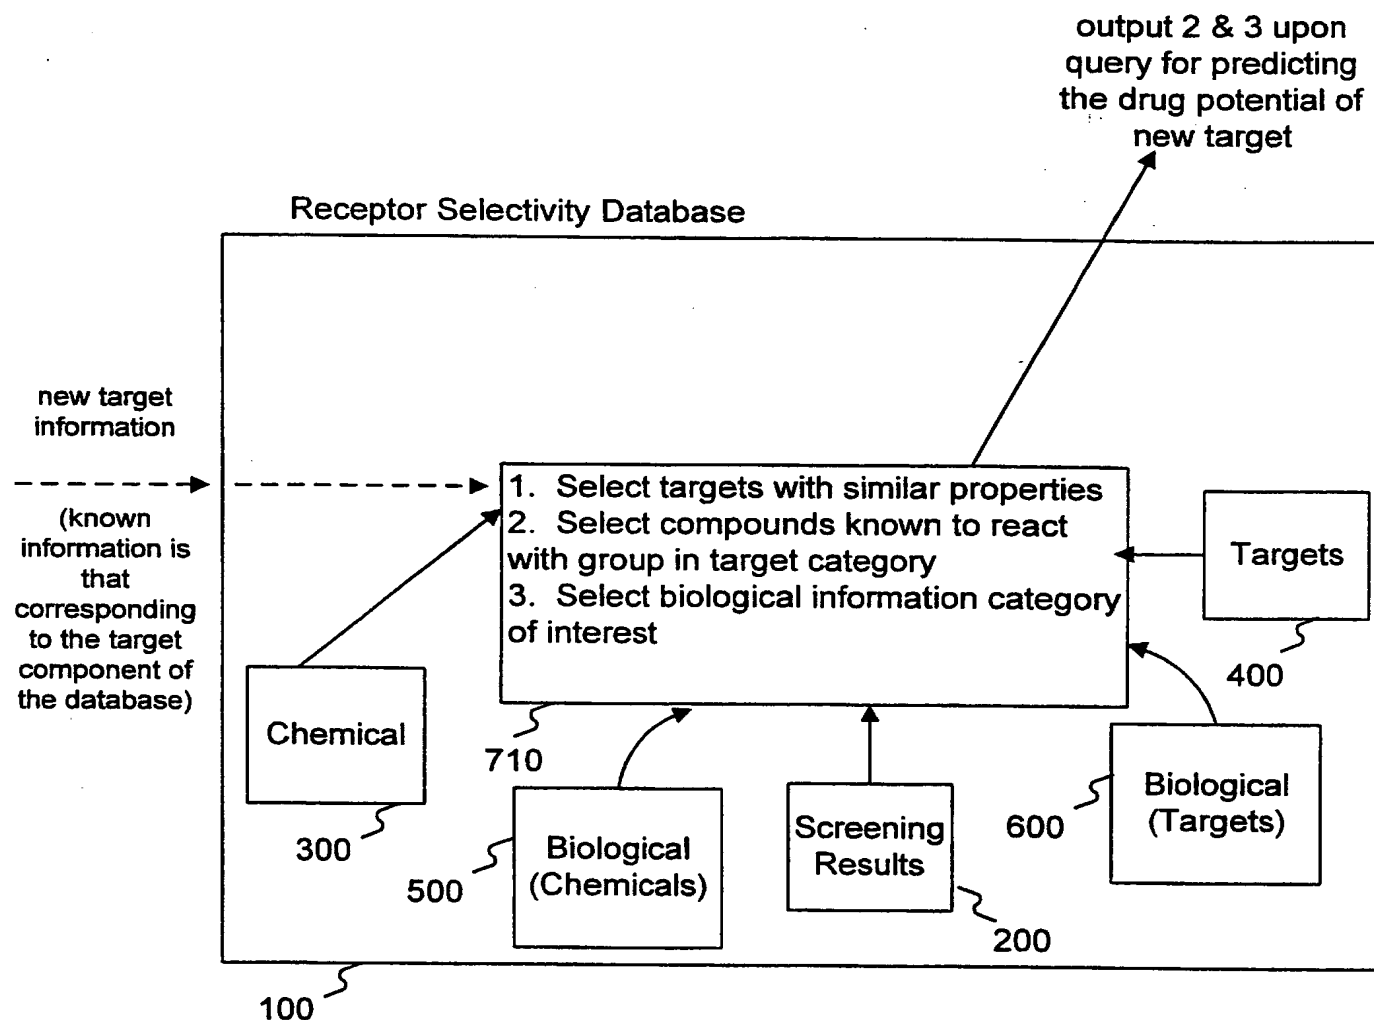 output 2 & 3 upon
query for predicting
the drug potential of
new target
Receptor Selectivity Database
new target
information
(known
information is
that
corresponding
to the target
component of
the database)
1. Select targets with similar properties
2. Select compounds known to react
with group in target category
3. Select biological information category
of interest
Targets
400
Chemical
300
710
Biological
(Chemicals)
500
Screening
Results
200
Biological
(Targets)
600
100